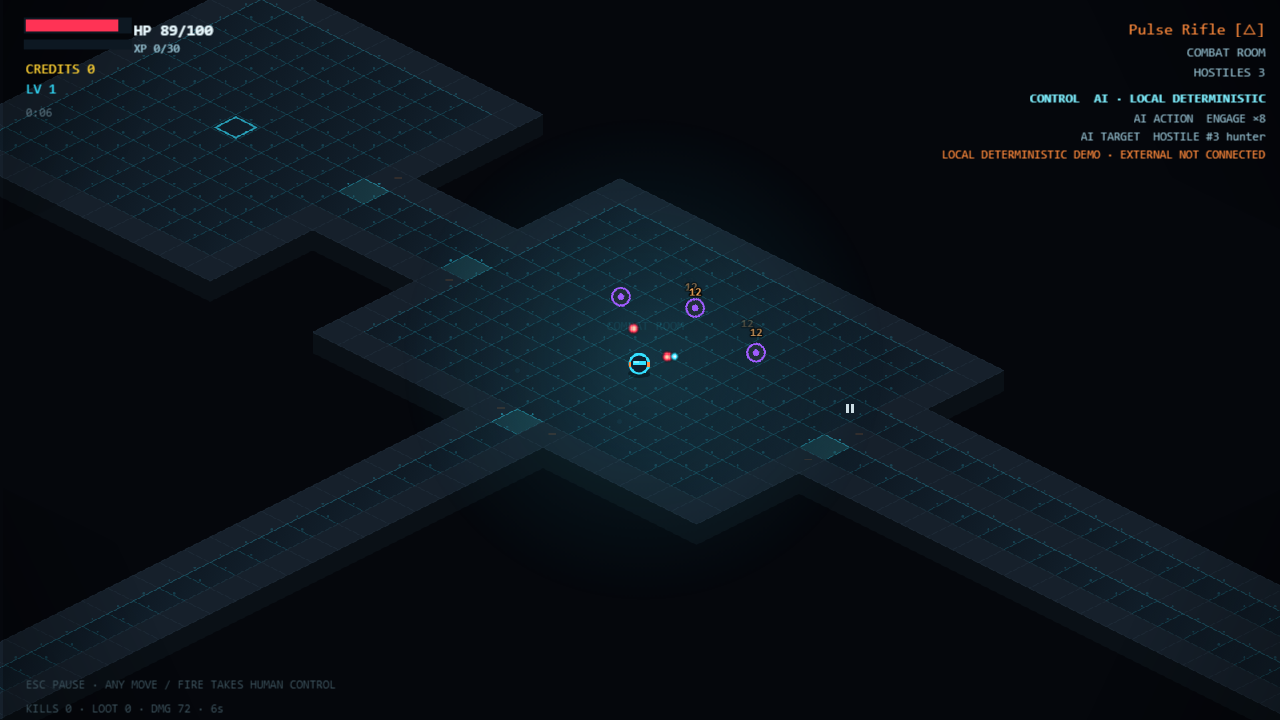 HP 89/100
XP 0/30
CREDITS 0
LV 1
0:06
Pulse Rifle [△]
COMBAT ROOM
HOSTILES 3
CONTROL AI · LOCAL DETERMINISTIC
AI ACTION ENGAGE ×8
AI TARGET HOSTILE #3 hunter
LOCAL DETERMINISTIC DEMO · EXTERNAL NOT CONNECTED
12
12
12
12
ESC PAUSE · ANY MOVE / FIRE TAKES HUMAN CONTROL
KILLS 0 · LOOT 0 · DMG 72 · 6s